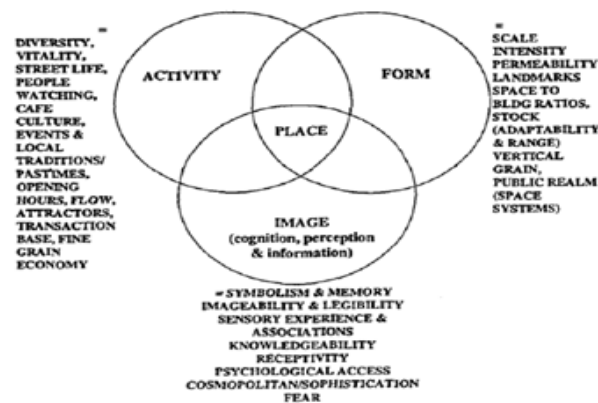 =
DIVERSITY,
VITALITY,
STREET LIFE,
PEOPLE
WATCHING,
CAFE
CULTURE,
EVENTS &
LOCAL
TRADITIONS/
PASTIMES,
OPENING
HOURS, FLOW,
ATTRACTORS,
TRANSACTION
BASE, FINE
GRAIN
ECONOMY
ACTIVITY
FORM
PLACE
IMAGE
(cognition, perception
& information)
=
SCALE
INTENSITY
PERMEABILITY
LANDMARKS
SPACE TO
BLDG RATIOS,
STOCK
(ADAPTABILITY
& RANGE)
VERTICAL
GRAIN,
PUBLIC REALM
(SPACE
SYSTEMS)
=SYMBOLISM & MEMORY
IMAGEABILITY & LEGIBILITY
SENSORY EXPERIENCE &
ASSOCIATIONS
KNOWLEDGEABILITY
RECEPTIVITY
PSYCHOLOGICAL ACCESS
COSMOPOLITAN/SOPHISTICATION
FEAR